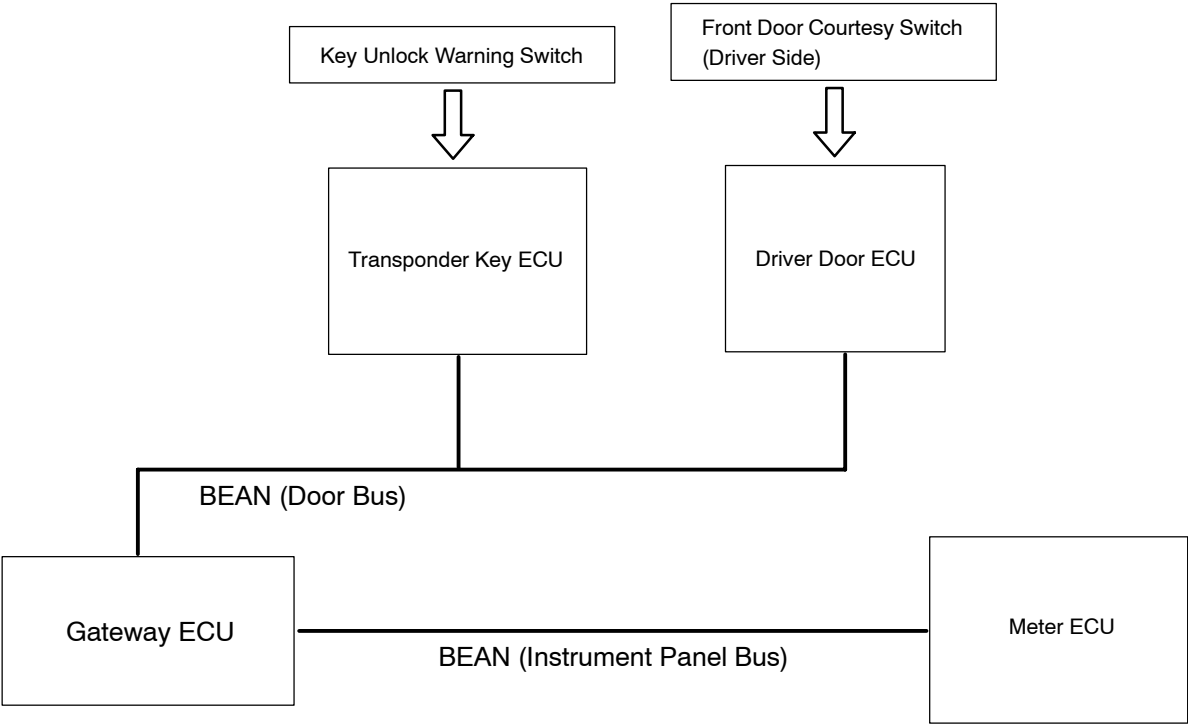 Key Unlock Warning Switch
Front Door Courtesy Switch
(Driver Side)
Transponder Key ECU
Driver Door ECU
BEAN (Door Bus)
Gateway ECU
Meter ECU
BEAN (Instrument Panel Bus)